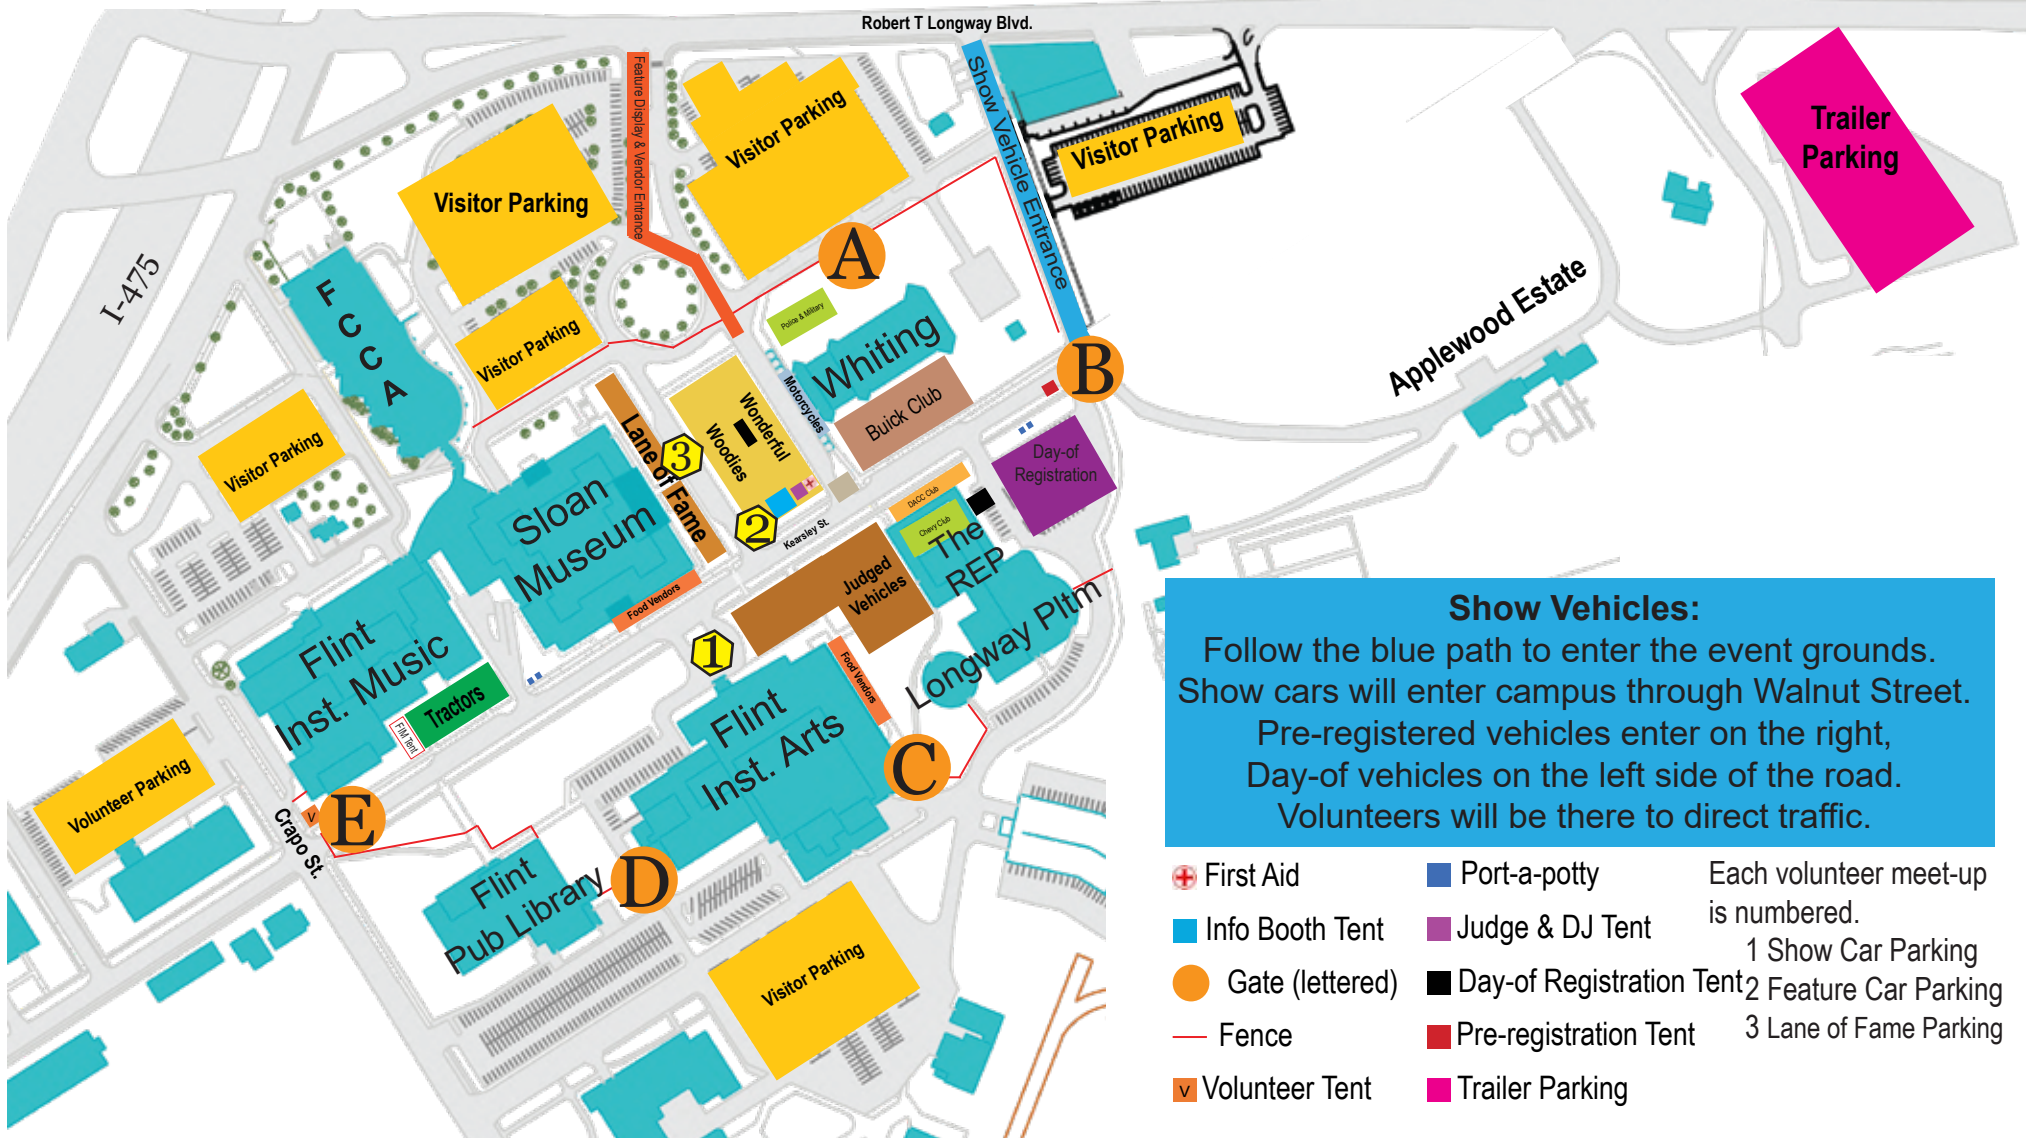 Robert T Longway Blvd.
Feature Display & Vendor Entrance
Show Vehicle Entrance
Visitor Parking
Visitor Parking
Visitor Parking
Visitor Parking
Visitor Parking
Trailer
Parking
I-475
A
B
F
C
C
A
Police & Military
Whiting
Motorcycles
Buick Club
Applewood Estate
Lane of Fame
3
Wonderful
Woodies
2
Kearsley St.
Day-of
Registration
DACC Club
Chevy Club
The
REP
Sloan
Museum
Food Vendors
Judged
Vehicles
1
Longway Pltm
Flint
Inst. Music
Tractors
FIM Tent
Food Vendors
Flint
Inst. Arts
C
Volunteer Parking
v
E
Crapo St.
D
Flint
Pub Library
Visitor Parking
Show Vehicles:
Follow the blue path to enter the event grounds.
Show cars will enter campus through Walnut Street.
Pre-registered vehicles enter on the right,
Day-of vehicles on the left side of the road.
Volunteers will be there to direct traffic.
First Aid
Info Booth Tent
Gate (lettered)
Fence
v Volunteer Tent
Port-a-potty
Judge & DJ Tent
Day-of Registration Tent
Pre-registration Tent
Trailer Parking
Each volunteer meet-up
is numbered.
1 Show Car Parking
2 Feature Car Parking
3 Lane of Fame Parking